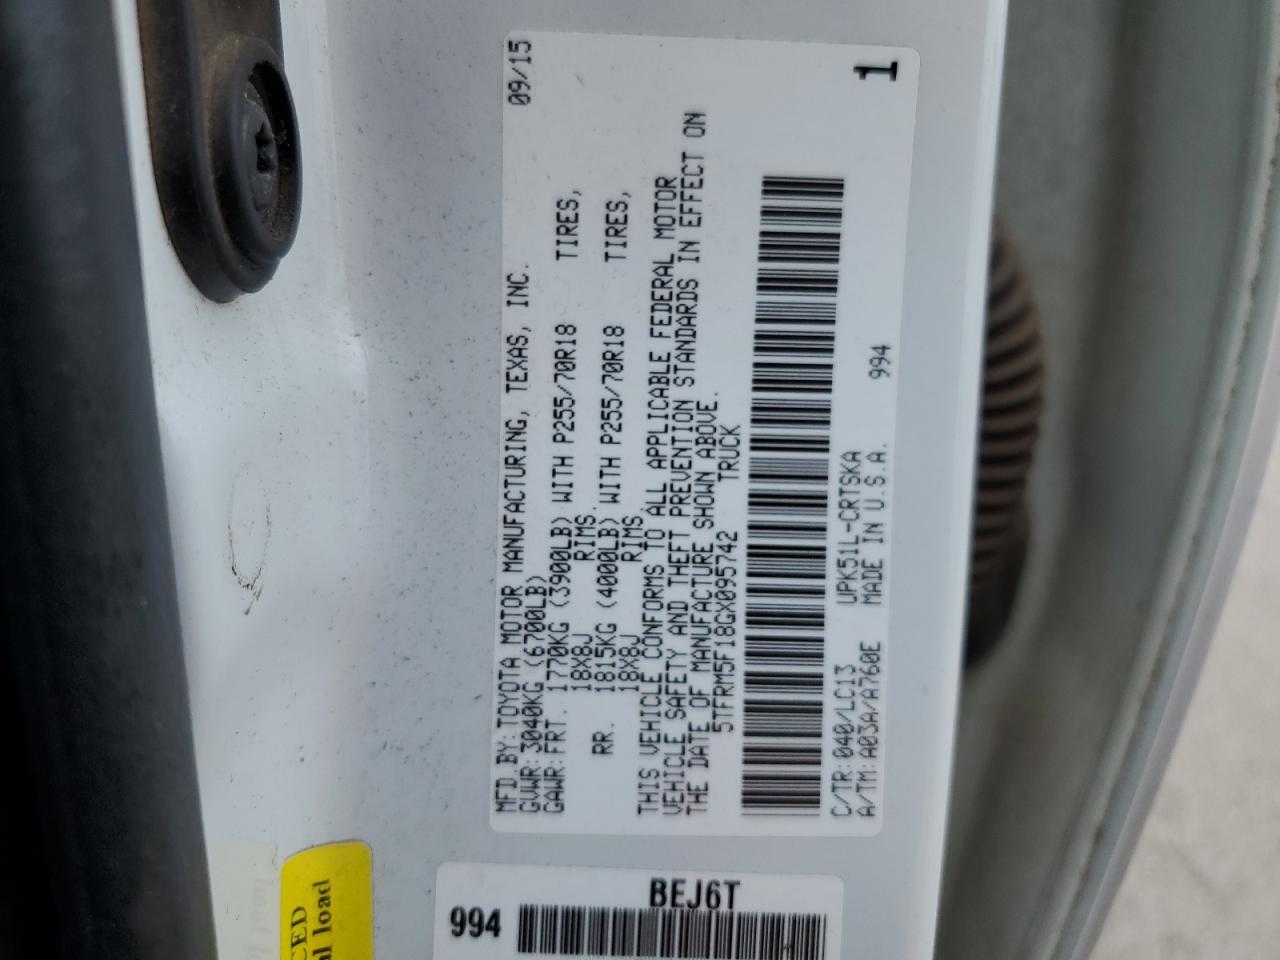 MFD.BY:TOYOTA MOTOR MANUFACTURING, TEXAS, INC. 09/15
GVWR:3040KG (6700LB)
GAWR:FRT. 1770KG (3900LB) WITH P255/70R18 TIRES,
18X8J RIMS,
RR. 1815KG (4000LB) WITH P255/70R18 TIRES,
18X8J RIMS,
THIS VEHICLE CONFORMS TO ALL APPLICABLE FEDERAL MOTOR
VEHICLE SAFETY AND THEFT PREVENTION STANDARDS IN EFFECT ON
THE DATE OF MANUFACTURE SHOWN ABOVE.
5TFRM5F18GX095742 TRUCK
C/TR:040/LC13 UPK51L-CRTSKA
A/TM:A03A/A760E MADE IN U.S.A. 994
1
BEJ6T
994
load